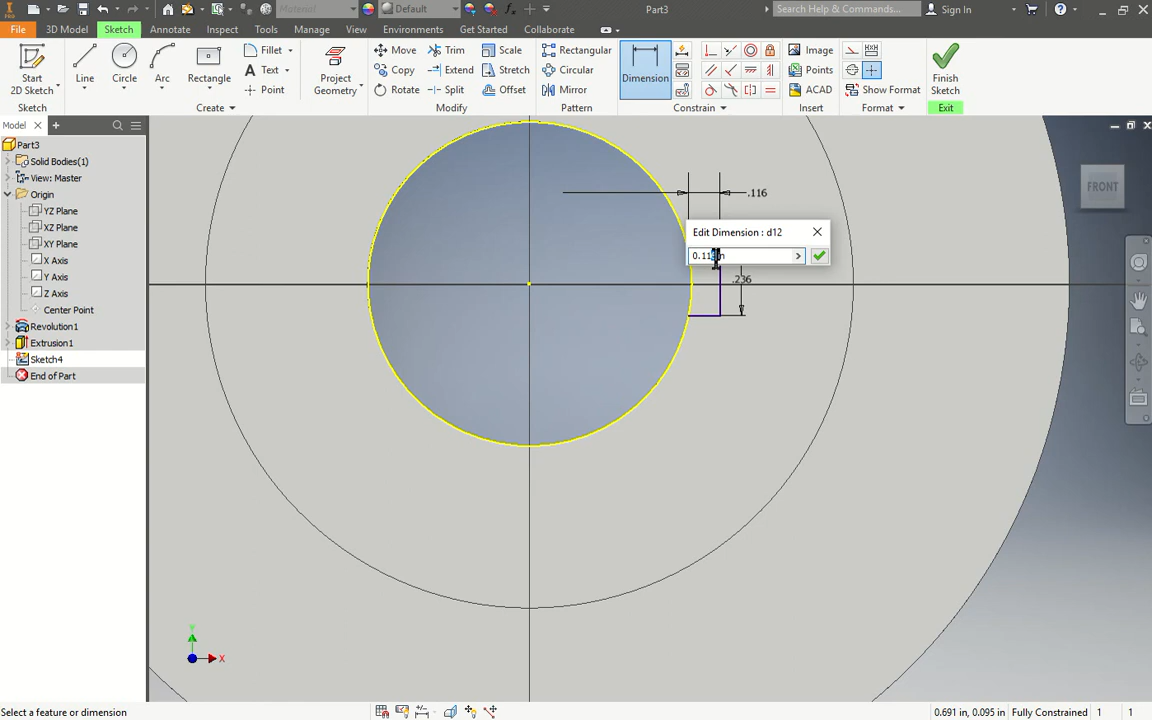 Material
Default
Part3
Search Help & Commands...
Sign In
File
3D Model
Sketch
Annotate
Inspect
Tools
Manage
View
Environments
Get Started
Collaborate
Start
2D Sketch
Sketch
Line
Circle
Arc
Rectangle
Fillet
Text
Point
Create
Project
Geometry
Move
Copy
Rotate
Trim
Extend
Split
Scale
Stretch
Offset
Modify
Rectangular
Circular
Mirror
Pattern
Dimension
Constrain
Image
Points
ACAD
Insert
Show Format
Format
Finish
Sketch
Exit
Model
Part3
Solid Bodies(1)
View: Master
Origin
YZ Plane
XZ Plane
XY Plane
X Axis
Y Axis
Z Axis
Center Point
Revolution1
Extrusion1
Sketch4
End of Part
.116
Edit Dimension : d12
.236
FRONT
Y
X
Select a feature or dimension
0.691 in, 0.095 in
Fully Constrained
1
1